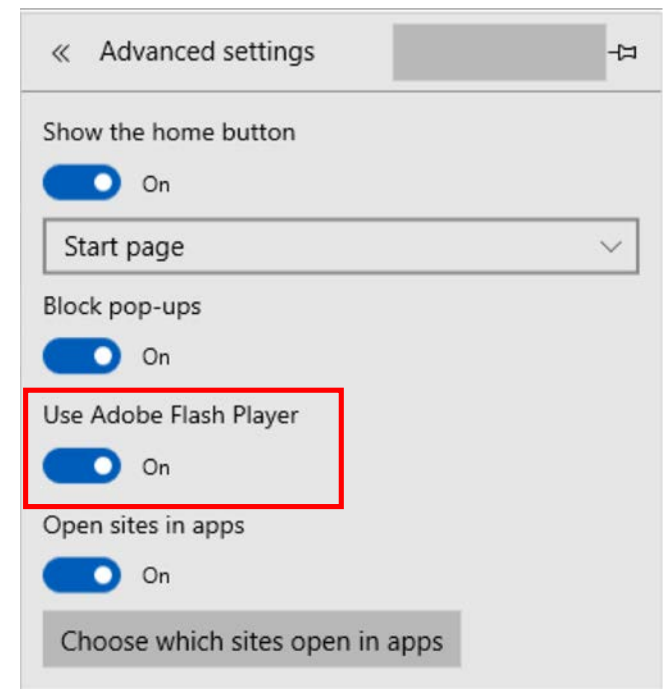 « Advanced settings
Show the home button
On
Start page
Block pop-ups
On
Use Adobe Flash Player
On
Open sites in apps
On
Choose which sites open in apps